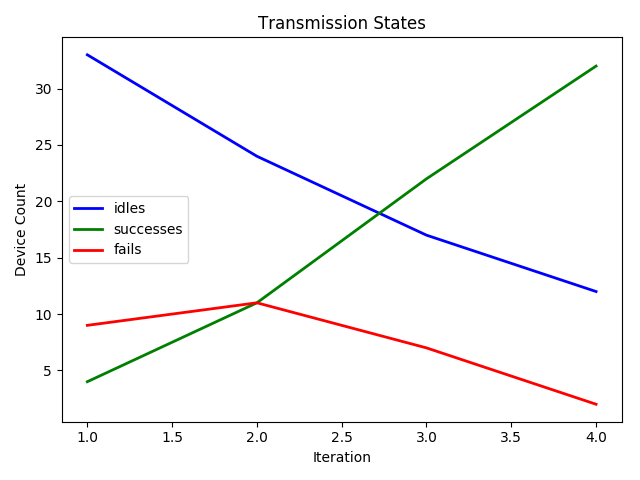 Transmission States
Device Count
30
25
20
15
10
5
idles
successes
fails
1.0 1.5 2.0 2.5 3.0 3.5 4.0
Iteration